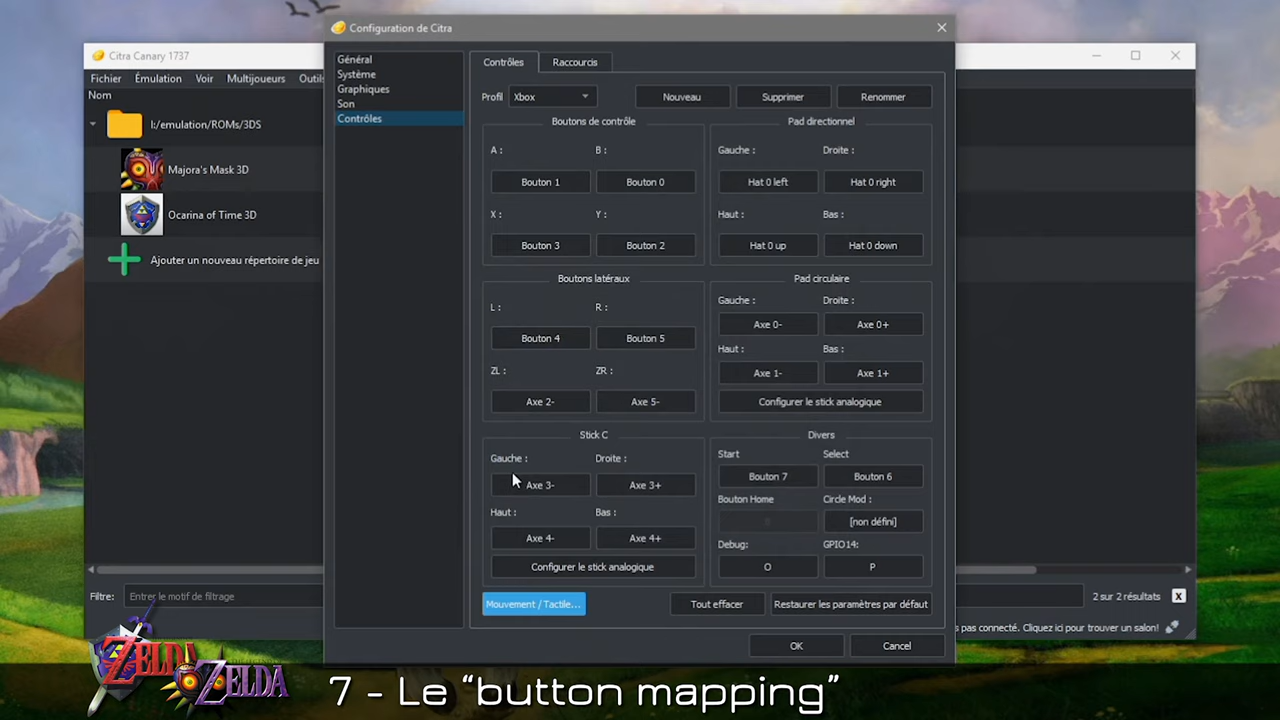 Configuration de Citra
Citra Canary 1737
Fichier Émulation Voir Multijoueurs Outils
Nom
I:/emulation/ROMs/3DS
Majora's Mask 3D
Ocarina of Time 3D
Ajouter un nouveau répertoire de jeu
Général
Système
Graphiques
Son
Contrôles
Contrôles Raccourcis
Profil Xbox Nouveau Supprimer Renommer
Boutons de contrôle
A : B :
Bouton 1 Bouton 0
X : Y :
Bouton 3 Bouton 2
Pad directionnel
Gauche : Droite :
Hat 0 left Hat 0 right
Haut : Bas :
Hat 0 up Hat 0 down
Boutons latéraux
L : R :
Bouton 4 Bouton 5
ZL : ZR :
Axe 2- Axe 5-
Pad circulaire
Gauche : Droite :
Axe 0- Axe 0+
Haut : Bas :
Axe 1- Axe 1+
Configurer le stick analogique
Stick C
Gauche : Droite :
Axe 3- Axe 3+
Haut : Bas :
Axe 4- Axe 4+
Configurer le stick analogique
Divers
Start Select
Bouton 7 Bouton 6
Bouton Home Circle Mod :
[non défini]
Debug: GPIO14:
O P
Mouvement / Tactile... Tout effacer Restaurer les paramètres par défaut
OK Cancel
Filtre: Entrer le motif de filtrage 2 sur 2 résultats X
pas connecté. Cliquez ici pour trouver un salon!
ZELDA
ZELDA
7 - Le “button mapping”